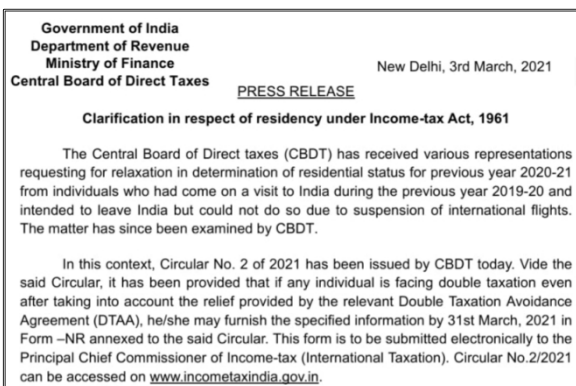 Government of India
Department of Revenue
Ministry of Finance
Central Board of Direct Taxes
New Delhi, 3rd March, 2021
PRESS RELEASE
Clarification in respect of residency under Income-tax Act, 1961
The Central Board of Direct taxes (CBDT) has received various representations
requesting for relaxation in determination of residential status for previous year 2020-21
from individuals who had come on a visit to India during the previous year 2019-20 and
intended to leave India but could not do so due to suspension of international flights.
The matter has since been examined by CBDT.
In this context, Circular No. 2 of 2021 has been issued by CBDT today. Vide the
said Circular, it has been provided that if any individual is facing double taxation even
after taking into account the relief provided by the relevant Double Taxation Avoidance
Agreement (DTAA), he/she may furnish the specified information by 31st March, 2021 in
Form –NR annexed to the said Circular. This form is to be submitted electronically to the
Principal Chief Commissioner of Income-tax (International Taxation). Circular No.2/2021
can be accessed on www.incometaxindia.gov.in.